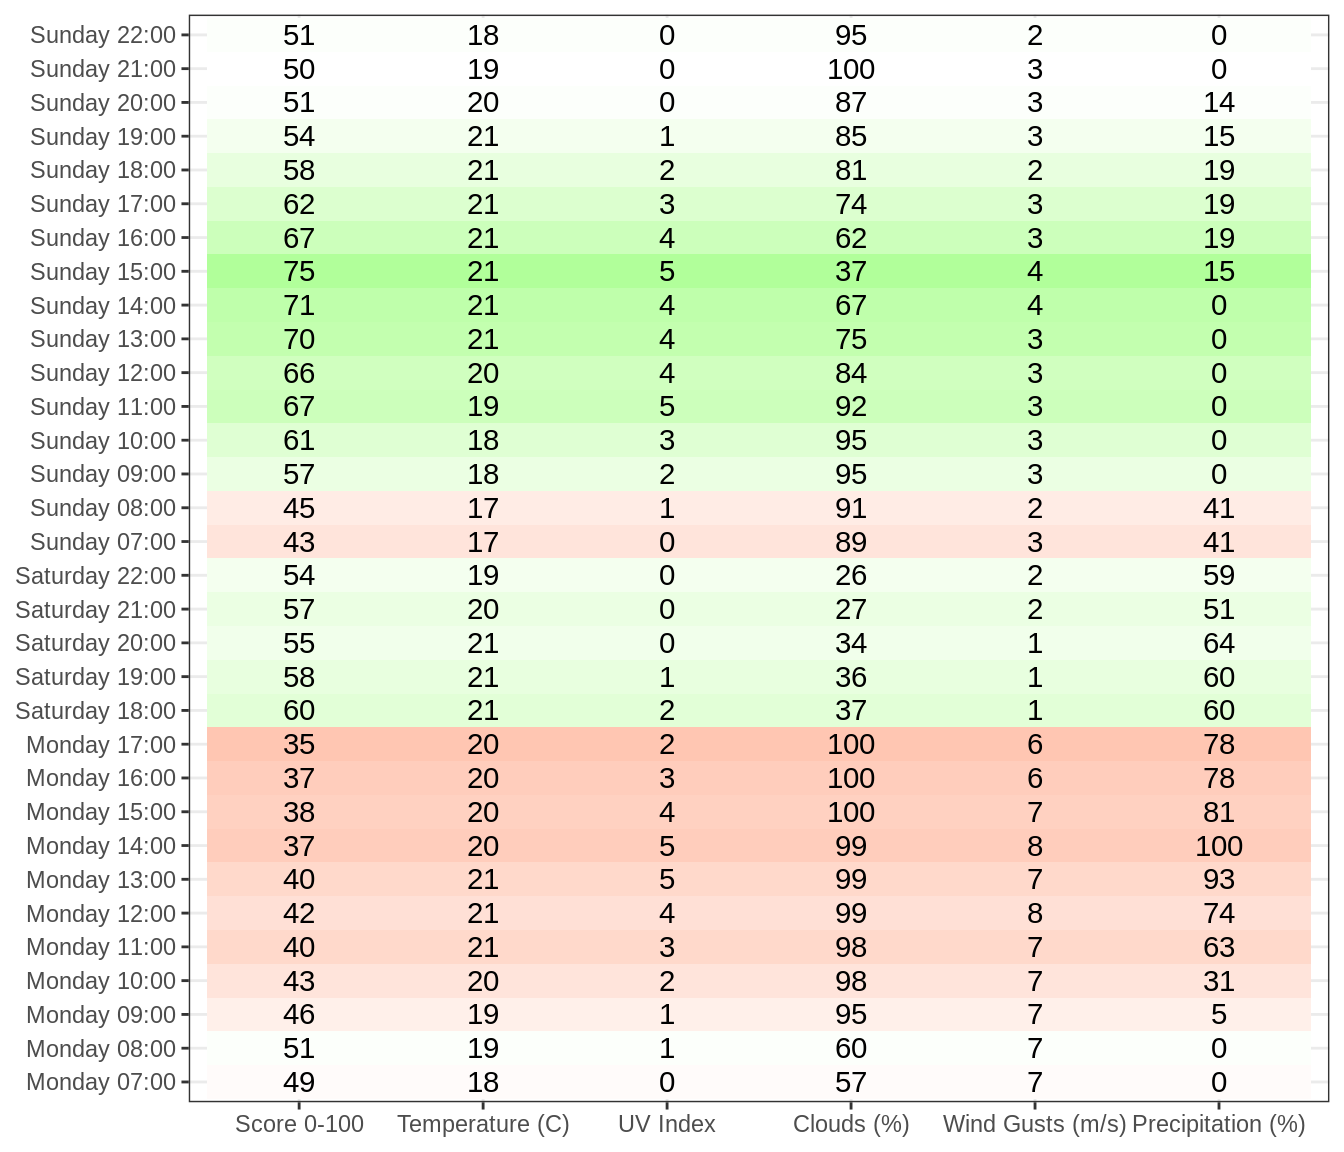 Sunday 22:00 51 18 0 95 2 0
Sunday 21:00 50 19 0 100 3 0
Sunday 20:00 51 20 0 87 3 14
Sunday 19:00 54 21 1 85 3 15
Sunday 18:00 58 21 2 81 2 19
Sunday 17:00 62 21 3 74 3 19
Sunday 16:00 67 21 4 62 3 19
Sunday 15:00 75 21 5 37 4 15
Sunday 14:00 71 21 4 67 4 0
Sunday 13:00 70 21 4 75 3 0
Sunday 12:00 66 20 4 84 3 0
Sunday 11:00 67 19 5 92 3 0
Sunday 10:00 61 18 3 95 3 0
Sunday 09:00 57 18 2 95 3 0
Sunday 08:00 45 17 1 91 2 41
Sunday 07:00 43 17 0 89 3 41
Saturday 22:00 54 19 0 26 2 59
Saturday 21:00 57 20 0 27 2 51
Saturday 20:00 55 21 0 34 1 64
Saturday 19:00 58 21 1 36 1 60
Saturday 18:00 60 21 2 37 1 60
Monday 17:00 35 20 2 100 6 78
Monday 16:00 37 20 3 100 6 78
Monday 15:00 38 20 4 100 7 81
Monday 14:00 37 20 5 99 8 100
Monday 13:00 40 21 5 99 7 93
Monday 12:00 42 21 4 99 8 74
Monday 11:00 40 21 3 98 7 63
Monday 10:00 43 20 2 98 7 31
Monday 09:00 46 19 1 95 7 5
Monday 08:00 51 19 1 60 7 0
Monday 07:00 49 18 0 57 7 0
Score 0-100 Temperature (C) UV Index Clouds (%) Wind Gusts (m/s) Precipitation (%)